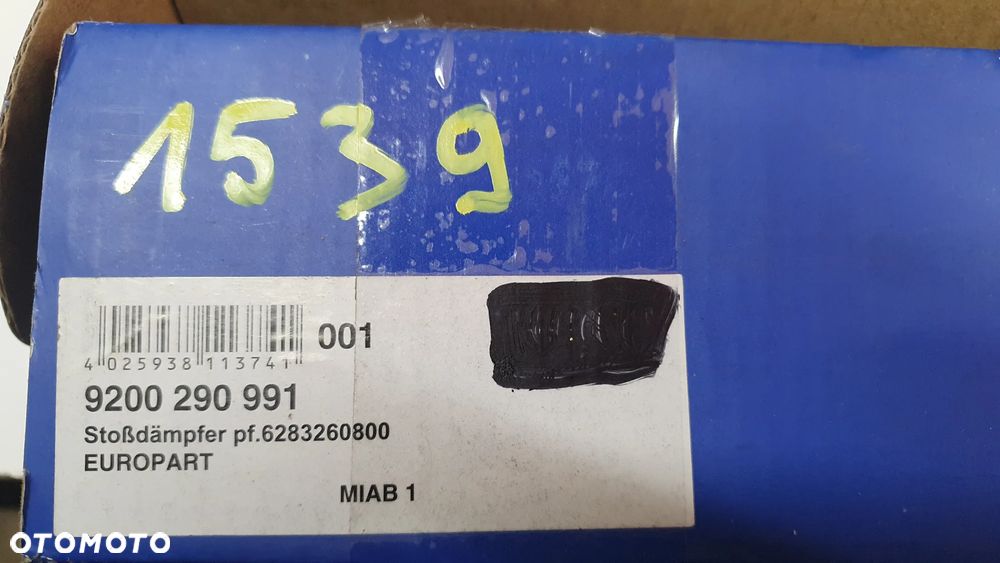 1539
001
4 025938 113741
9200 290 991
Stoßdämpfer pf.6283260800
EUROPART
MIAB 1
OTOMOTO